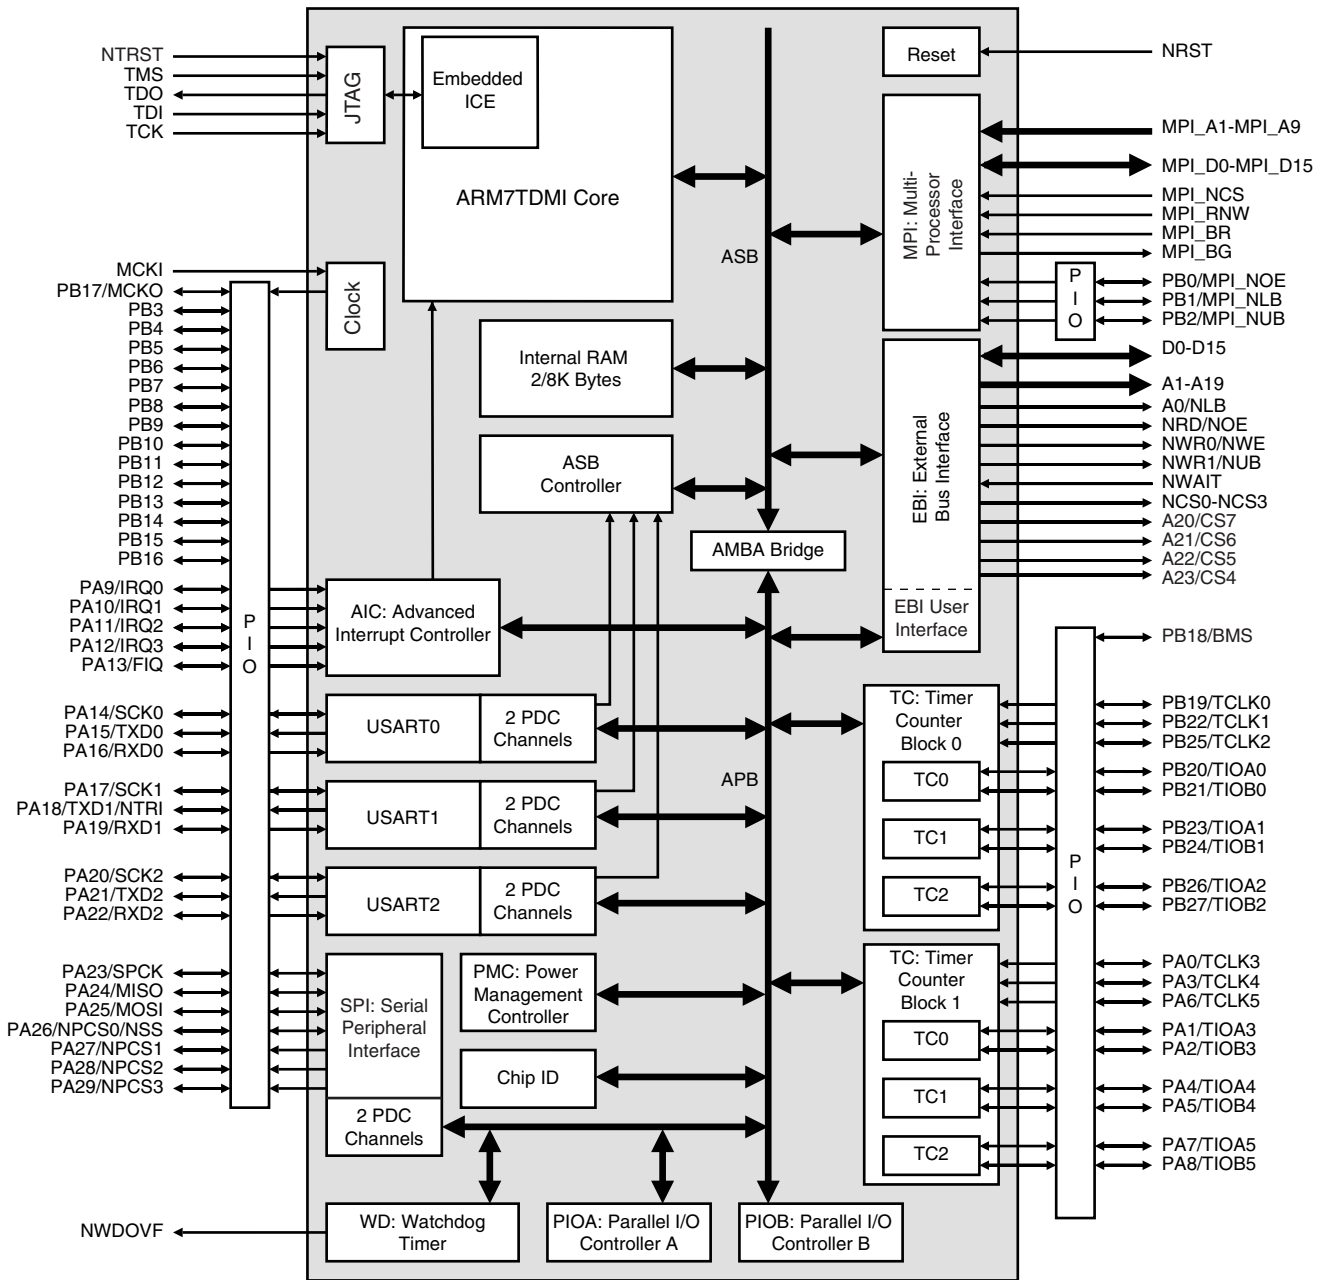 NTRST
TMS
TDO
TDI
TCK
JTAG
Embedded
ICE
ARM7TDMI Core
Reset
NRST
MPI_A1-MPI_A9
MPI_D0-MPI_D15
MPI_NCS
MPI_RNW
MPI_BR
MPI_BG
MPI: Multi-
Processor
Interface
ASB
P
I
O
PB0/MPI_NOE
PB1/MPI_NLB
PB2/MPI_NUB
MCKI
PB17/MCKO
PB3
PB4
PB5
PB6
PB7
PB8
PB9
PB10
PB11
PB12
PB13
PB14
PB15
PB16
Clock
Internal RAM
2/8K Bytes
ASB
Controller
AMBA Bridge
EBI: External
Bus Interface
EBI User
Interface
D0-D15
A1-A19
A0/NLB
NRD/NOE
NWR0/NWE
NWR1/NUB
NWAIT
NCS0-NCS3
A20/CS7
A21/CS6
A22/CS5
A23/CS4
PA9/IRQ0
PA10/IRQ1
PA11/IRQ2
PA12/IRQ3
PA13/FIQ
P
I
O
AIC: Advanced
Interrupt Controller
PB18/BMS
PA14/SCK0
PA15/TXD0
PA16/RXD0
USART0
2 PDC
Channels
TC: Timer
Counter
Block 0
PB19/TCLK0
PB22/TCLK1
PB25/TCLK2
APB
TC0
PB20/TIOA0
PB21/TIOB0
PA17/SCK1
PA18/TXD1/NTRI
PA19/RXD1
USART1
2 PDC
Channels
TC1
PB23/TIOA1
PB24/TIOB1
P
I
O
PA20/SCK2
PA21/TXD2
PA22/RXD2
USART2
2 PDC
Channels
TC2
PB26/TIOA2
PB27/TIOB2
PA23/SPCK
PA24/MISO
PA25/MOSI
PA26/NPCS0/NSS
PA27/NPCS1
PA28/NPCS2
PA29/NPCS3
SPI: Serial
Peripheral
Interface
2 PDC
Channels
PMC: Power
Management
Controller
Chip ID
TC: Timer
Counter
Block 1
PA0/TCLK3
PA3/TCLK4
PA6/TCLK5
TC0
PA1/TIOA3
PA2/TIOB3
TC1
PA4/TIOA4
PA5/TIOB4
TC2
PA7/TIOA5
PA8/TIOB5
NWDOVF
WD: Watchdog
Timer
PIOA: Parallel I/O
Controller A
PIOB: Parallel I/O
Controller B